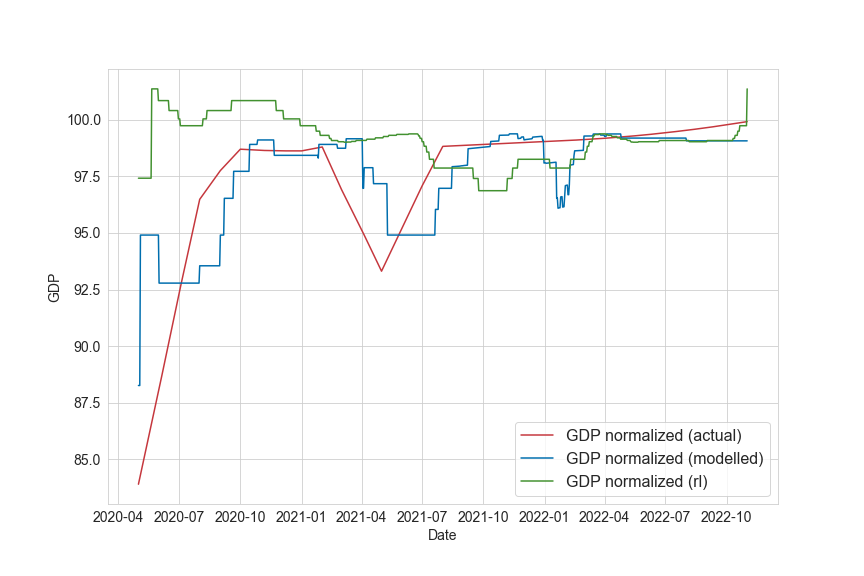 100.0
97.5
95.0
92.5
90.0
87.5
85.0
GDP
GDP normalized (actual)
GDP normalized (modelled)
GDP normalized (rl)
2020-04 2020-07 2020-10 2021-01 2021-04 2021-07 2021-10 2022-01 2022-04 2022-07 2022-10
Date